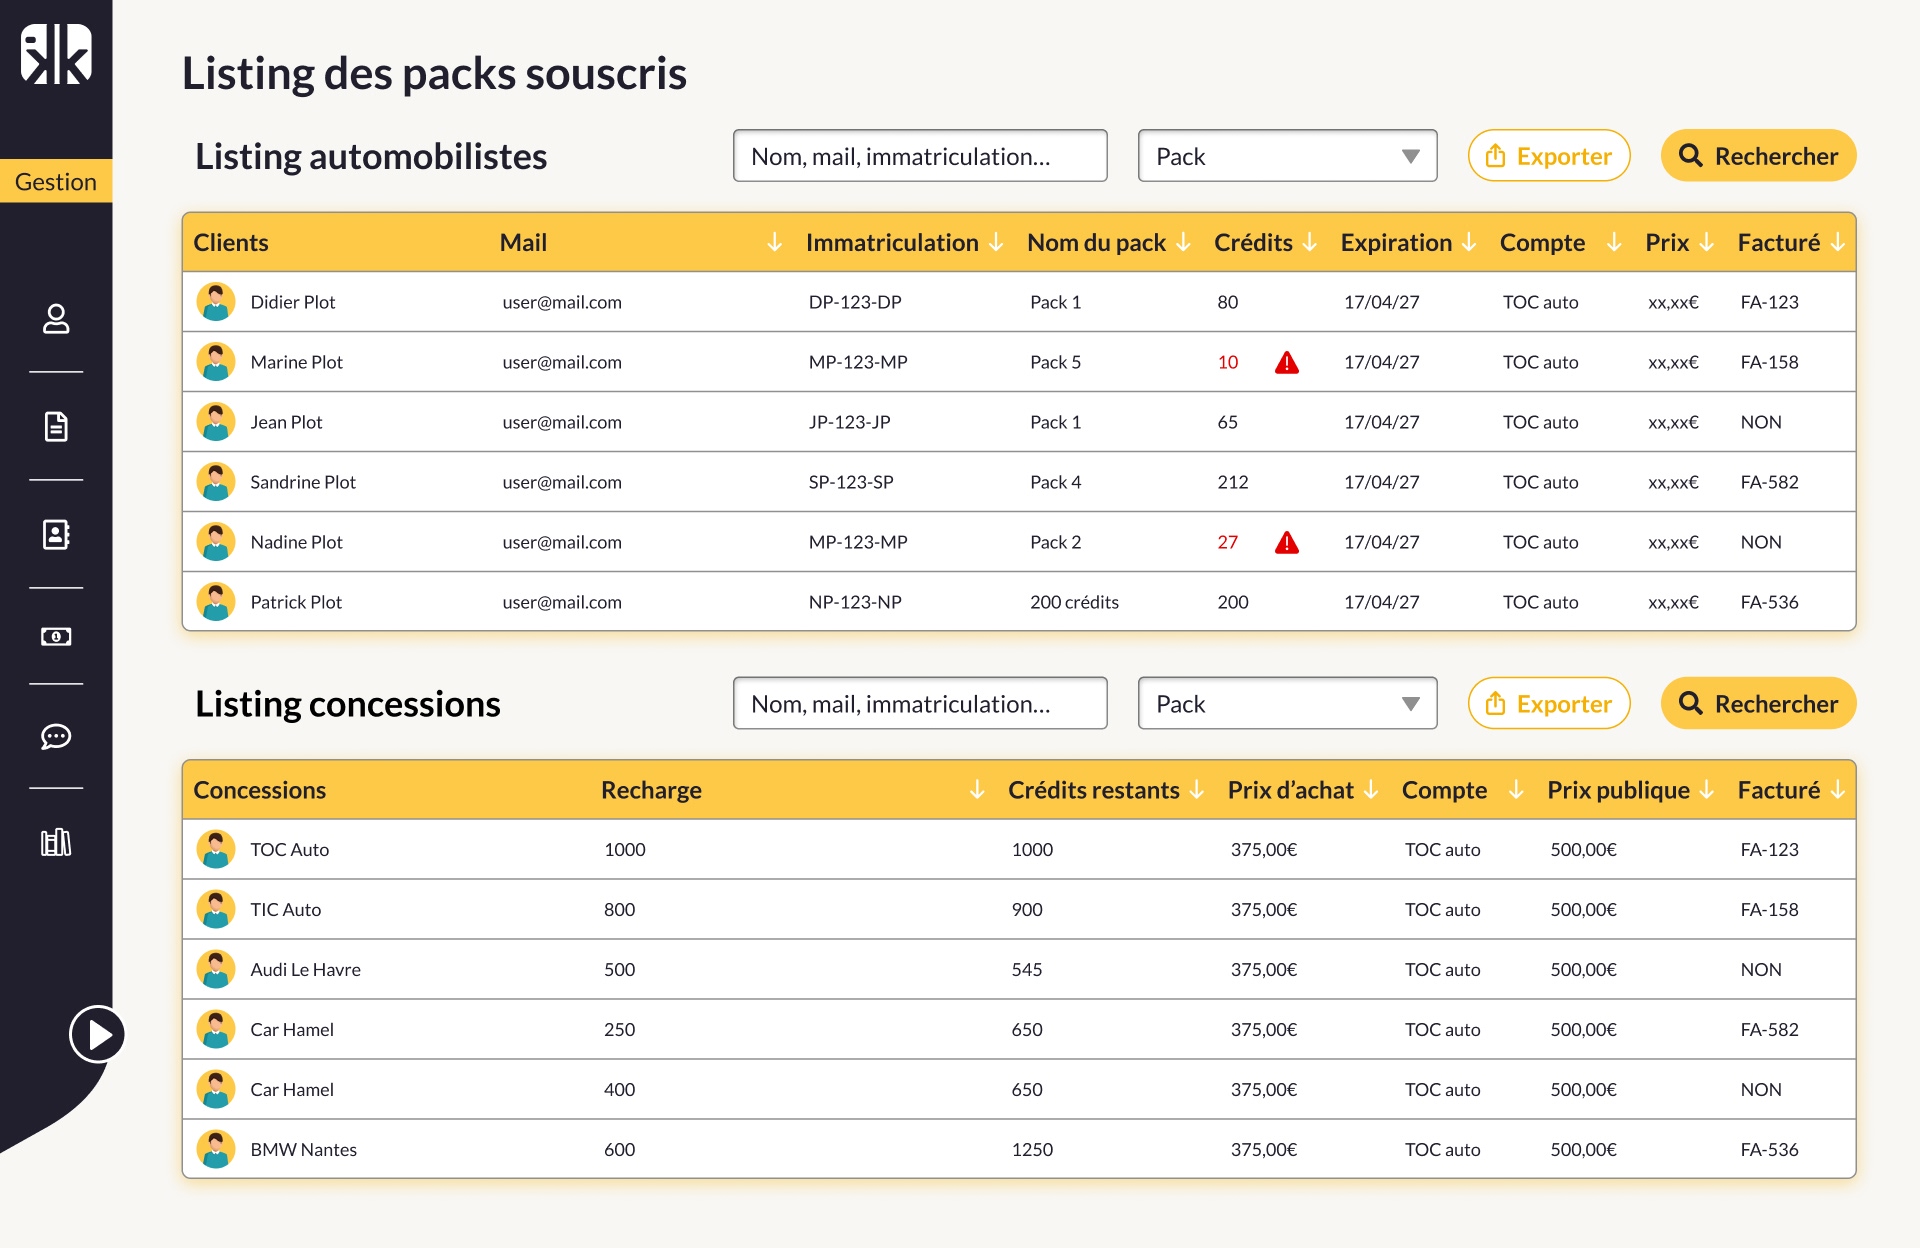 Listing des packs souscris
Listing automobilistes
Nom, mail, immatriculation...
Pack
Exporter
Rechercher
Gestion
Clients Mail Immatriculation Nom du pack Crédits Expiration Compte Prix Facturé
Didier Plot user@mail.com DP-123-DP Pack 1 80 17/04/27 TOC auto xx,xx€ FA-123
Marine Plot user@mail.com MP-123-MP Pack 5 10 17/04/27 TOC auto xx,xx€ FA-158
Jean Plot user@mail.com JP-123-JP Pack 1 65 17/04/27 TOC auto xx,xx€ NON
Sandrine Plot user@mail.com SP-123-SP Pack 4 212 17/04/27 TOC auto xx,xx€ FA-582
Nadine Plot user@mail.com MP-123-MP Pack 2 27 17/04/27 TOC auto xx,xx€ NON
Patrick Plot user@mail.com NP-123-NP 200 crédits 200 17/04/27 TOC auto xx,xx€ FA-536
Listing concessions
Nom, mail, immatriculation...
Pack
Exporter
Rechercher
Concessions Recharge Crédits restants Prix d’achat Compte Prix publique Facturé
TOC Auto 1000 1000 375,00€ TOC auto 500,00€ FA-123
TIC Auto 800 900 375,00€ TOC auto 500,00€ FA-158
Audi Le Havre 500 545 375,00€ TOC auto 500,00€ NON
Car Hamel 250 650 375,00€ TOC auto 500,00€ FA-582
Car Hamel 400 650 375,00€ TOC auto 500,00€ NON
BMW Nantes 600 1250 375,00€ TOC auto 500,00€ FA-536